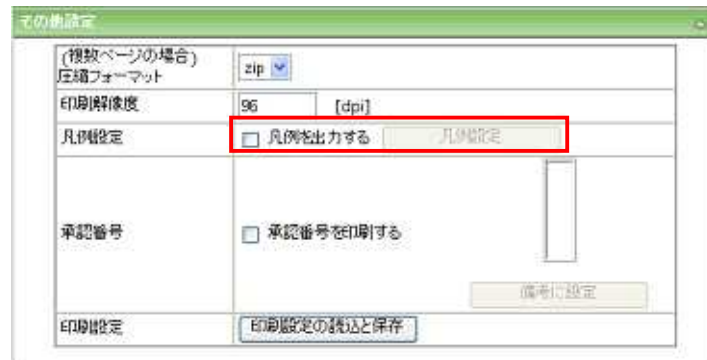 その他設定
(複数ページの場合)
圧縮フォーマット
zip
印刷解像度
96 [dpi]
凡例設定
凡例を出力する 凡例設定
承認番号
承認番号を印刷する
備考に設定
印刷設定
印刷設定の読込と保存